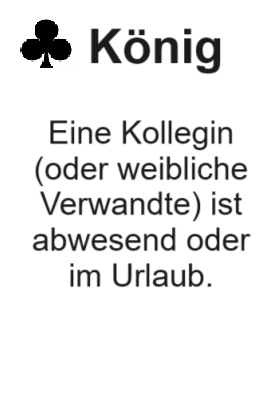 ♣ König
Eine Kollegin
(oder weibliche
Verwandte) ist
abwesend oder
im Urlaub.